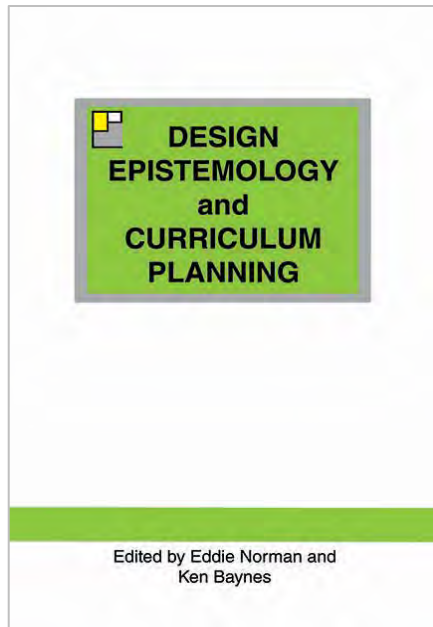 DESIGN
EPISTEMOLOGY
and
CURRICULUM
PLANNING
Edited by Eddie Norman and
Ken Baynes